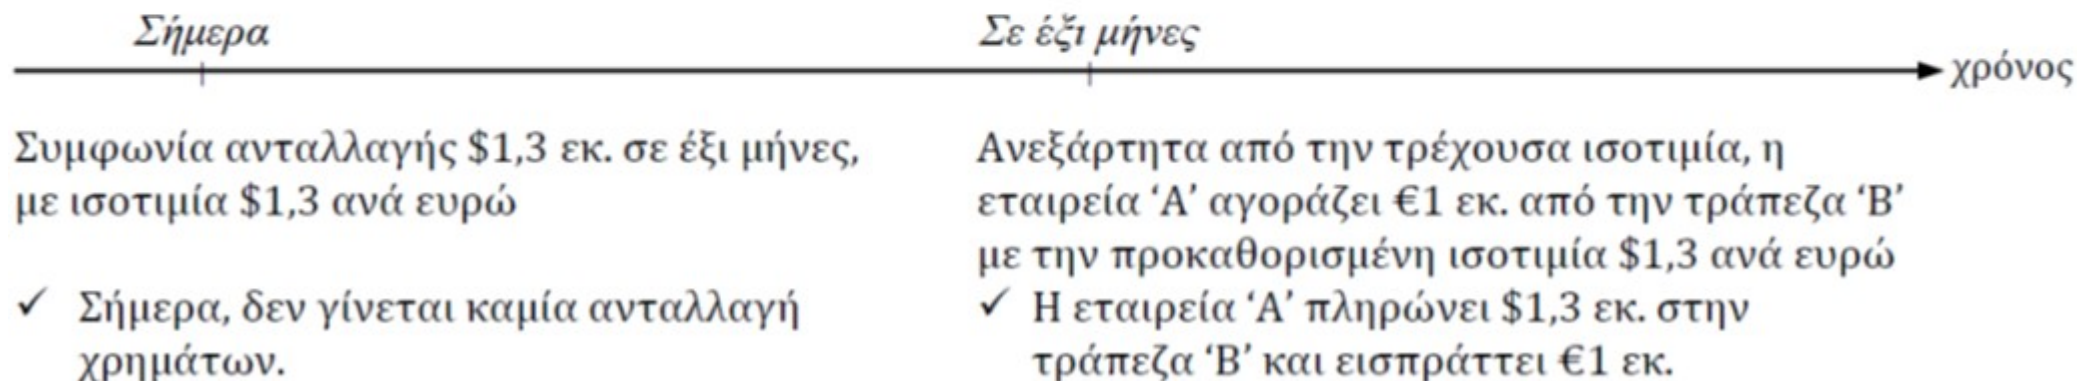 Σήμερα
Σε έξι μήνες
χρόνος
Συμφωνία ανταλλαγής $1,3 εκ. σε έξι μήνες,
με ισοτιμία $1,3 ανά ευρώ
✓ Σήμερα, δεν γίνεται καμία ανταλλαγή
χρημάτων.
Ανεξάρτητα από την τρέχουσα ισοτιμία, η
εταιρεία ‘Α’ αγοράζει €1 εκ. από την τράπεζα ‘Β’
με την προκαθορισμένη ισοτιμία $1,3 ανά ευρώ
✓ Η εταιρεία ‘Α’ πληρώνει $1,3 εκ. στην
τράπεζα ‘Β’ και εισπράττει €1 εκ.